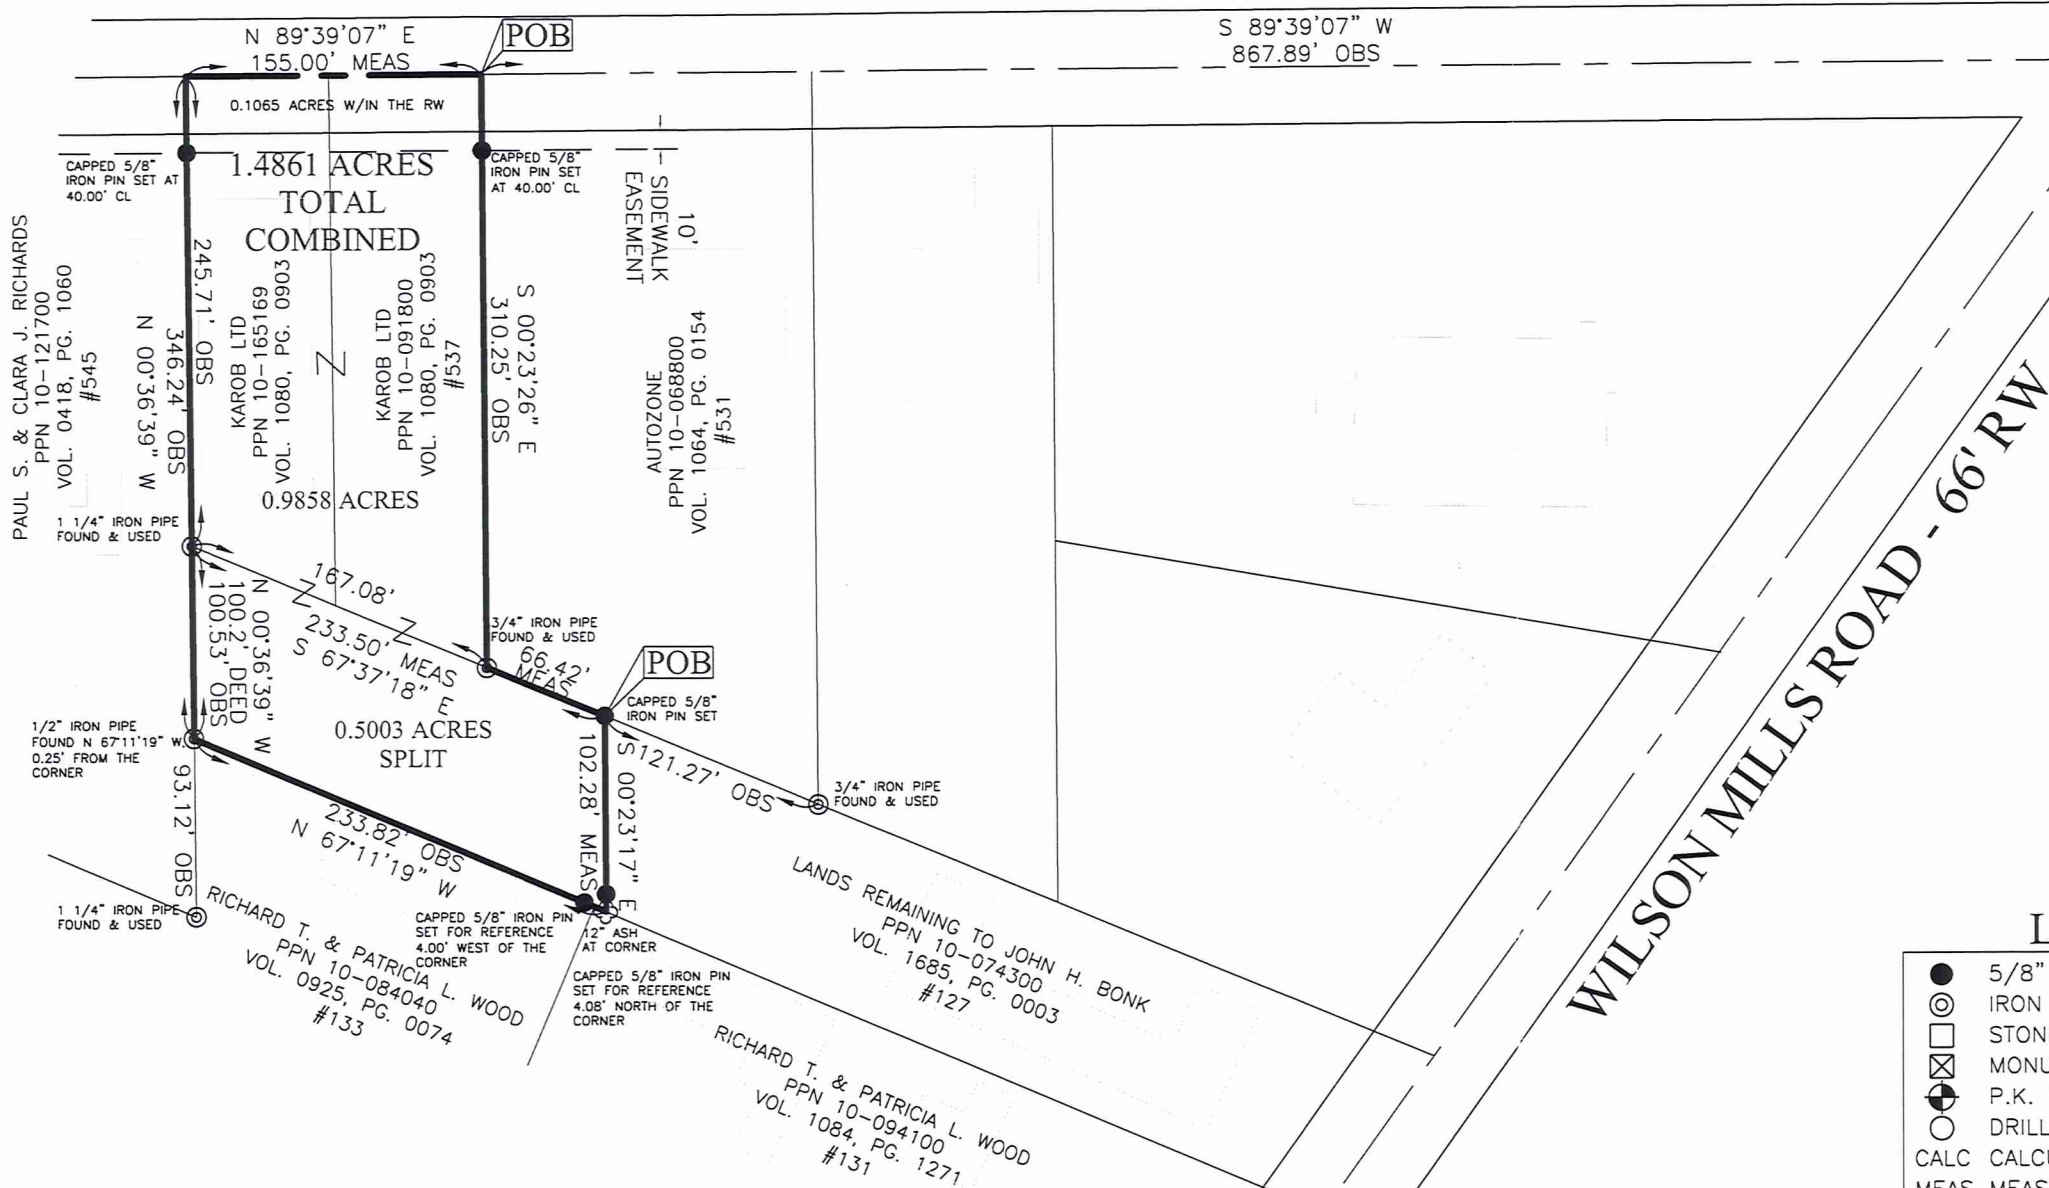 N 89°39'07" E
155.00' MEAS
POB
S 89°39'07" W
867.89' OBS
0.1065 ACRES W/IN THE RW
CAPPED 5/8"
IRON PIN SET AT
40.00' CL
1.4861 ACRES
TOTAL
COMBINED
CAPPED 5/8"
IRON PIN SET
AT 40.00' CL
10'
SIDEWALK
EASEMENT
PAUL S. & CLARA J. RICHARDS
PPN 10-121700
VOL. 0418, PG. 1060
#545
N 00°36'39" W
346.24' OBS
245.71' OBS
KAROB LTD
PPN 10-165169
VOL. 1080, PG. 0903
Z
KAROB LTD
PPN 10-091800
VOL. 1080, PG. 0903
#537
S 00°23'26" E
310.25' OBS
AUTOZONE
PPN 10-068800
VOL. 1064, PG. 0154
#531
0.9858 ACRES
1 1/4" IRON PIPE
FOUND & USED
167.08'
Z Z
233.50' MEAS
S 67°37'18" E
3/4" IRON PIPE
FOUND & USED
66.42'
MEAS
POB
CAPPED 5/8"
IRON PIN SET
N 00°36'39" W
100.2' DEED
100.53' OBS
0.5003 ACRES
SPLIT
1/2" IRON PIPE
FOUND N 67°11'19" W,
0.25' FROM THE
CORNER
93.12' OBS
233.82' OBS
N 67°11'19" W
S 00°23'17" E
102.28' MEAS
121.27' OBS
3/4" IRON PIPE
FOUND & USED
1 1/4" IRON PIPE
FOUND & USED
RICHARD T. & PATRICIA L. WOOD
PPN 10-084040
VOL. 0925, PG. 0074
#133
CAPPED 5/8" IRON PIN
SET FOR REFERENCE
4.00' WEST OF THE
CORNER
12" ASH
AT CORNER
CAPPED 5/8" IRON PIN
SET FOR REFERENCE
4.08' NORTH OF THE
CORNER
LANDS REMAINING TO JOHN H. BONK
PPN 10-074300
VOL. 1685, PG. 0003
#127
RICHARD T. & PATRICIA L. WOOD
PPN 10-094100
VOL. 1084, PG. 1271
#131
WILSON MILLS ROAD - 66' RW
L
5/8"
IRON
STON
MONU
P.K.
DRILL
CALC CALCU
MEAS MEAS